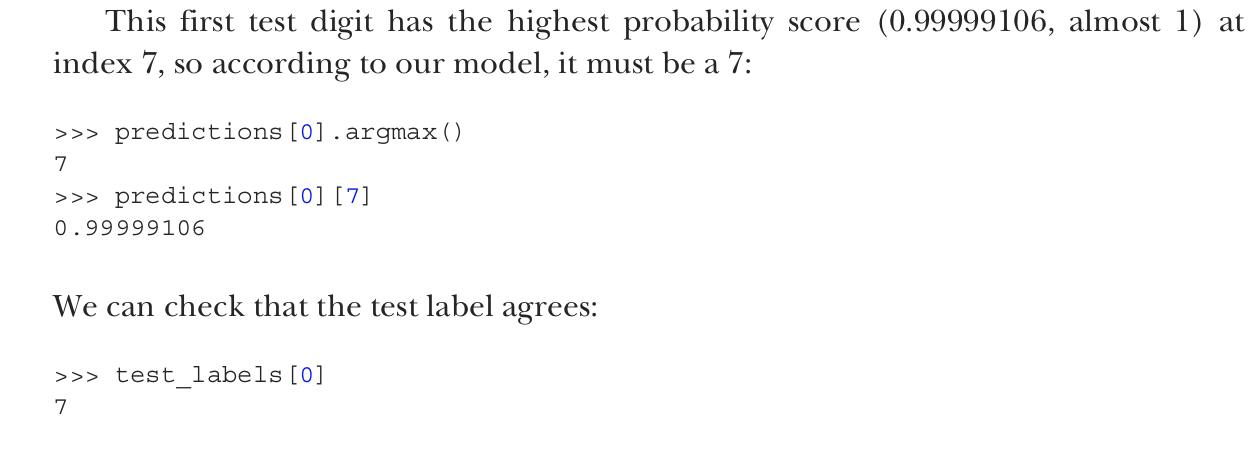 This first test digit has the highest probability score (0.99999106, almost 1) at
index 7, so according to our model, it must be a 7:
>>> predictions[0].argmax()
7
>>> predictions[0][7]
0.99999106
We can check that the test label agrees:
>>> test_labels[0]
7